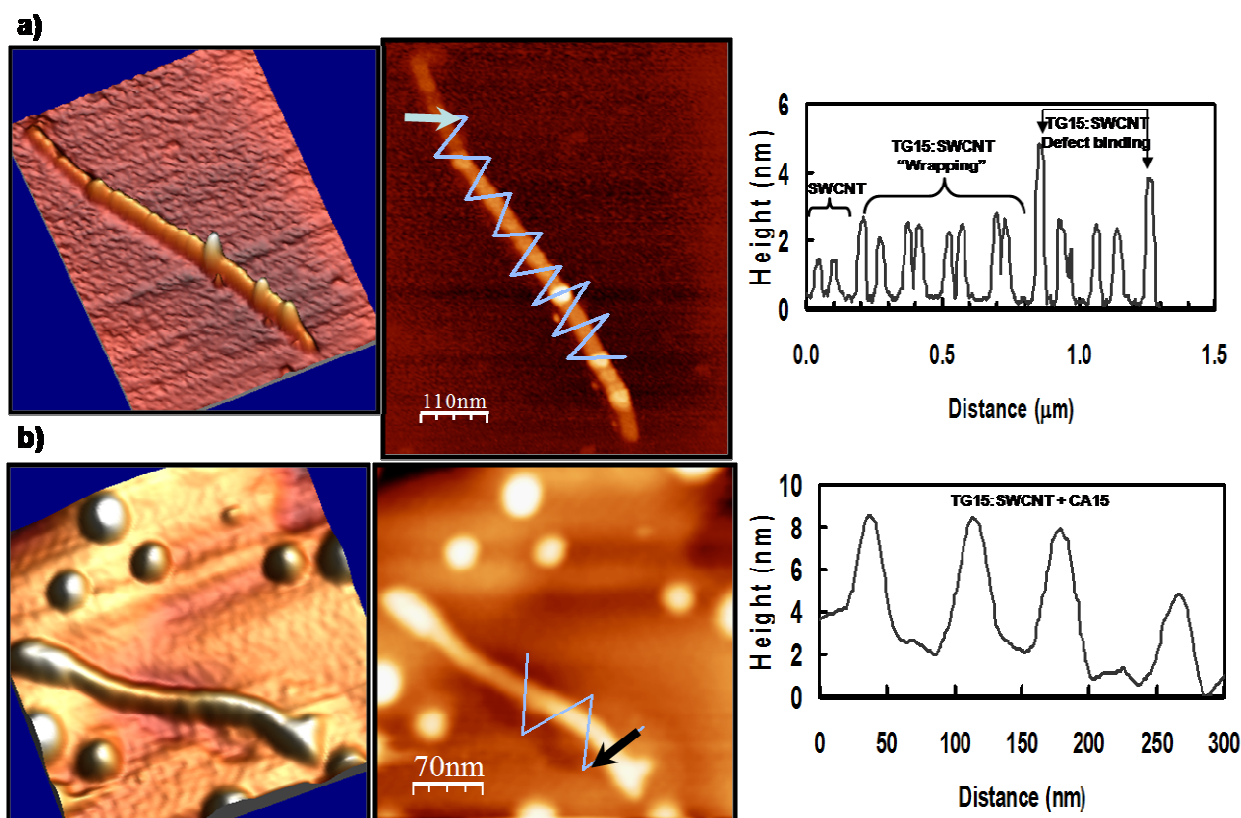 a)
110nm
6
4
2
0
Height (nm)
SWCNT
TG15:SWCNT
“Wrapping”
TG15:SWCNT
Defect binding
0.0 0.5 1.0 1.5
Distance (μm)
b)
70nm
10
8
6
4
2
0
Height (nm)
TG15:SWCNT + CA15
0 50 100 150 200 250 300
Distance (nm)